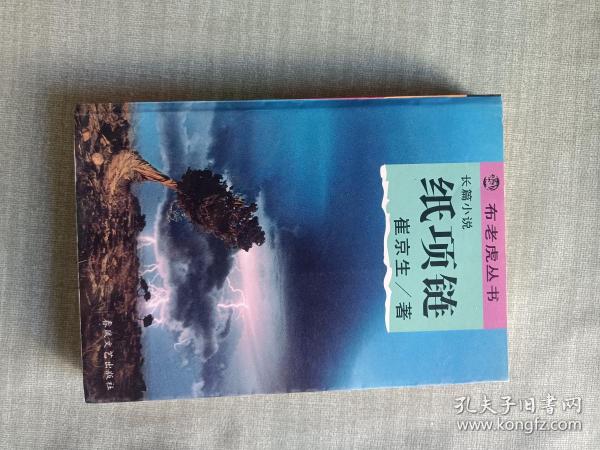 布老虎丛书
长篇小说
纸项链
崔京生/著
春风文艺出版社
孔夫子旧书网
www.kongfz.com